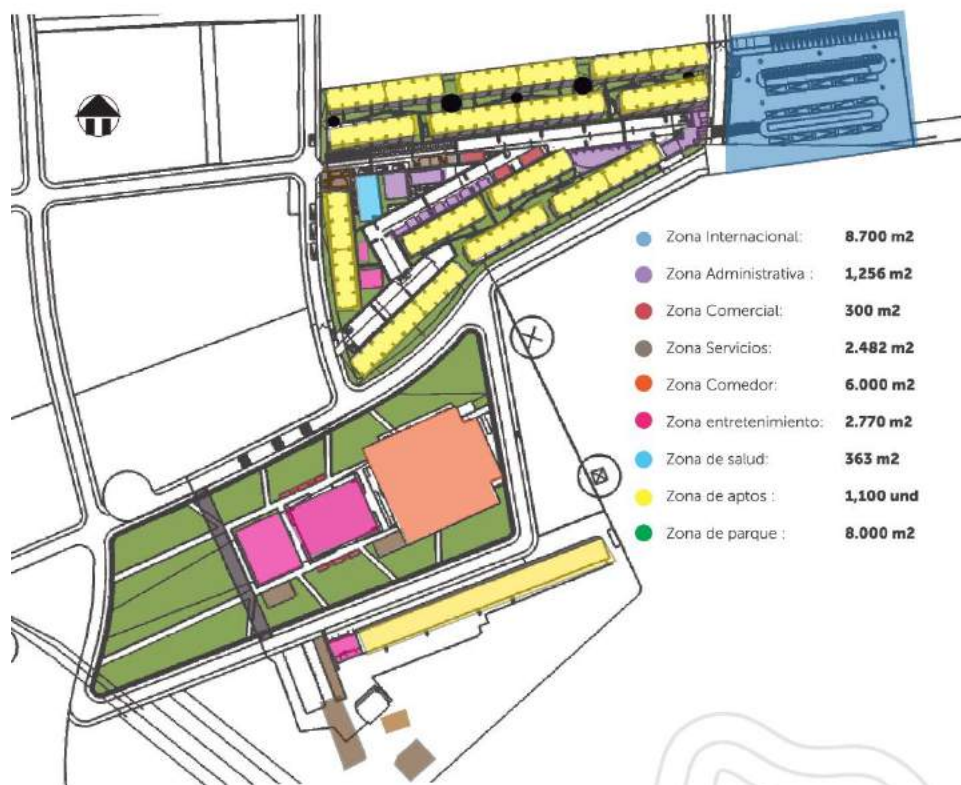 Zona Internacional: 8.700 m2
Zona Administrativa : 1,256 m2
Zona Comercial: 300 m2
Zona Servicios: 2.482 m2
Zona Comedor: 6.000 m2
Zona entretenimiento: 2.770 m2
Zona de salud: 363 m2
Zona de aptos : 1,100 und
Zona de parque : 8.000 m2